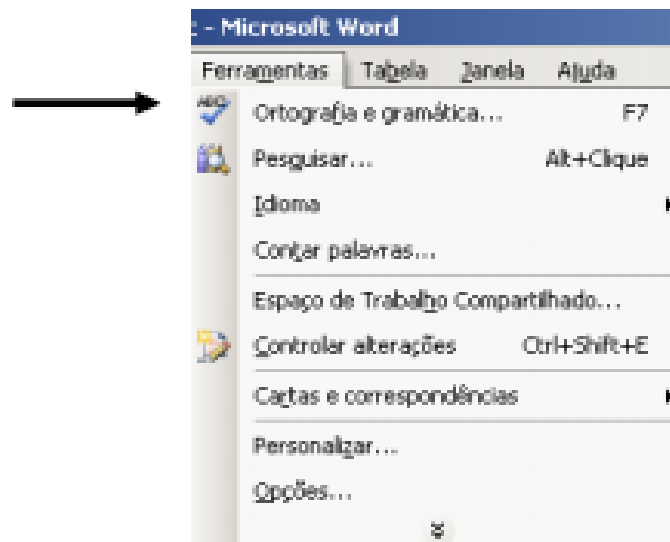 - Microsoft Word
Ferramentas Tabela Janela Ajuda
ABC
Ortografia e gramática... F7
Pesquisar... Alt+Clique
Idioma
Contar palavras...
Espaço de Trabalho Compartilhado...
Controlar alterações Ctrl+Shift+E
Cartas e correspondências
Personalizar...
Opções...